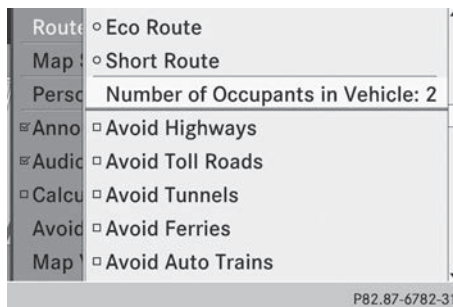 Route
Eco Route
Map
Short Route
Perso
Number of Occupants in Vehicle: 2
Anno
Avoid Highways
Audio
Avoid Toll Roads
Calcu
Avoid Tunnels
Avoid
Avoid Ferries
Map
Avoid Auto Trains
P82.87-6782-31